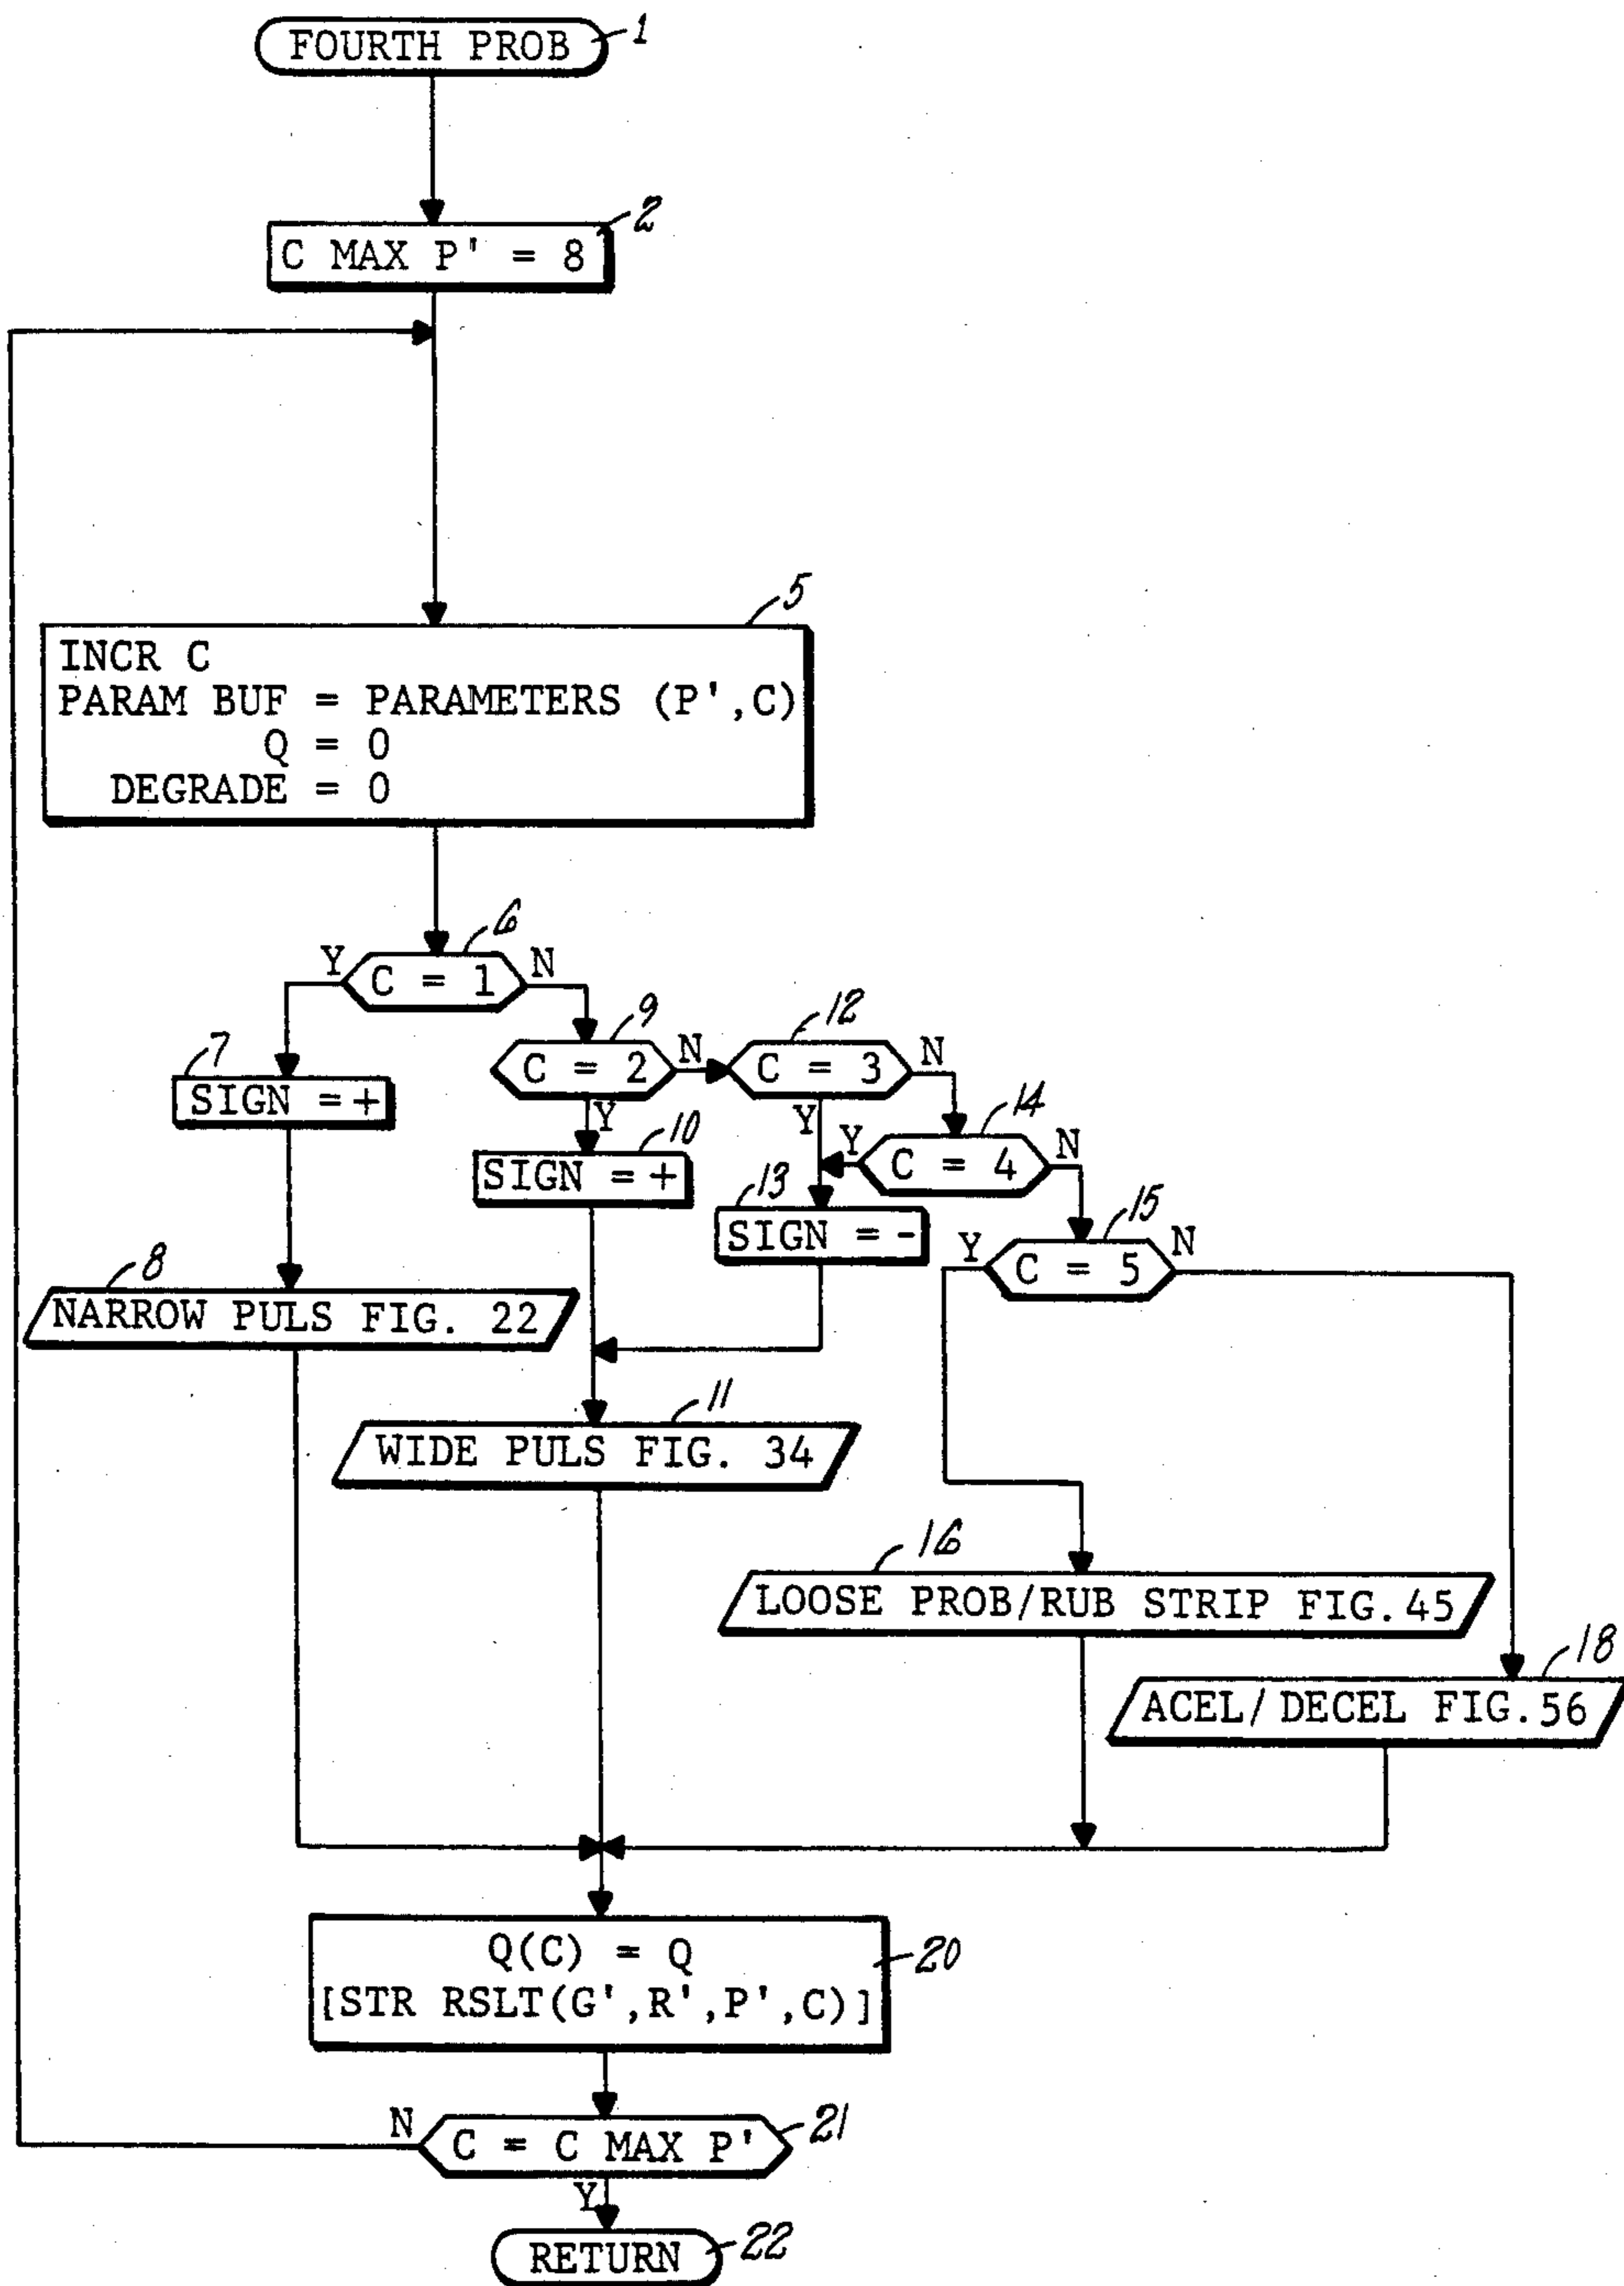 FOURTH PROB 1
2
C MAX P' = 8
5
INCR C
PARAM BUF = PARAMETERS (P',C)
Q = 0
DEGRADE = 0
6
Y C = 1 N
9
C = 2 N
12
C = 3 N
7
SIGN = +
Y
10
SIGN = +
Y
14
Y C = 4 N
13
SIGN = -
15
Y C = 5 N
8
NARROW PULS FIG. 22
11
WIDE PULS FIG. 34
16
LOOSE PROB/RUB STRIP FIG.45
18
ACEL/DECEL FIG.56
Q(C) = Q
20
[STR RSLT(G',R',P',C)]
N C = C MAX P' 21
Y
RETURN 22